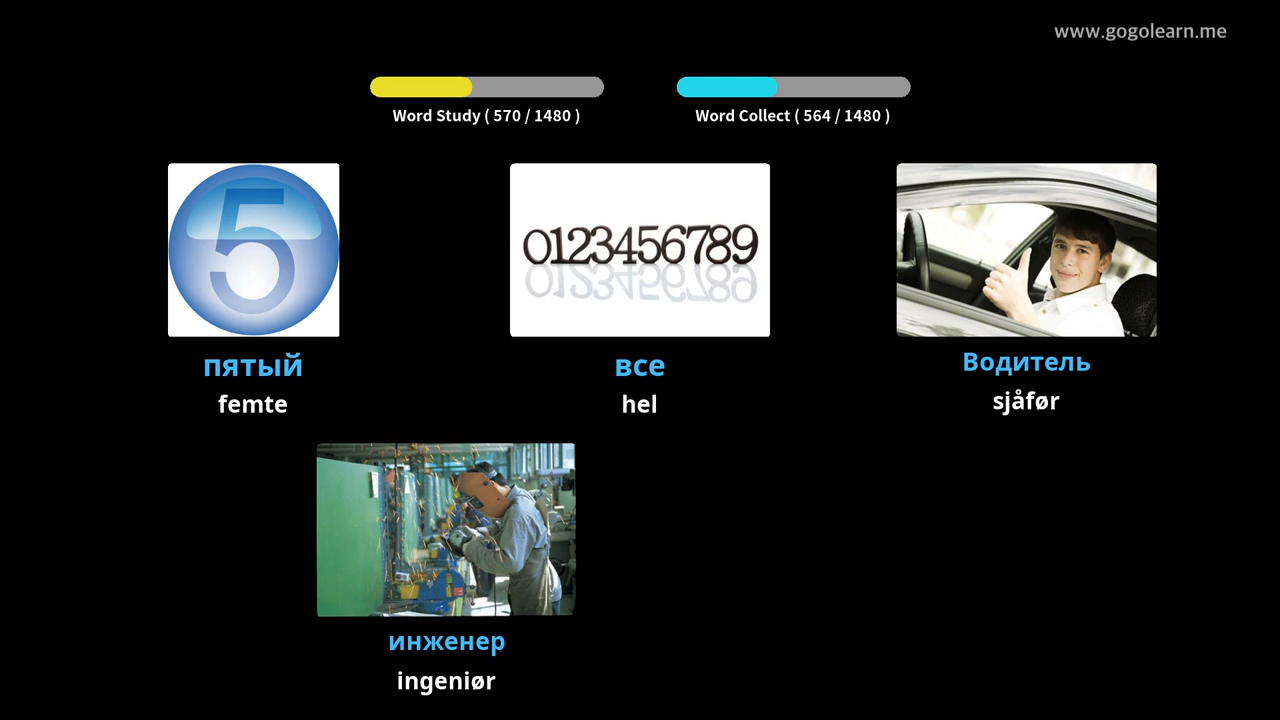 www.gogolearn.me
Word Study ( 570 / 1480 )
Word Collect ( 564 / 1480 )
5
0123456789
пятый
все
Водитель
femte
hel
sjåfør
инженер
ingeniør